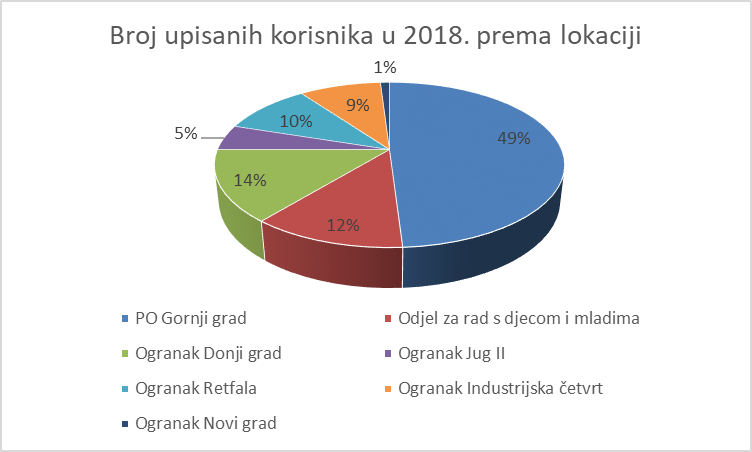 Broj upisanih korisnika u 2018. prema lokaciji
1%
9%
10%
5%
49%
14%
12%
PO Gornji grad
Odjel za rad s djecom i mladima
Ogranak Donji grad
Ogranak Jug II
Ogranak Retfala
Ogranak Industrijska četvrt
Ogranak Novi grad